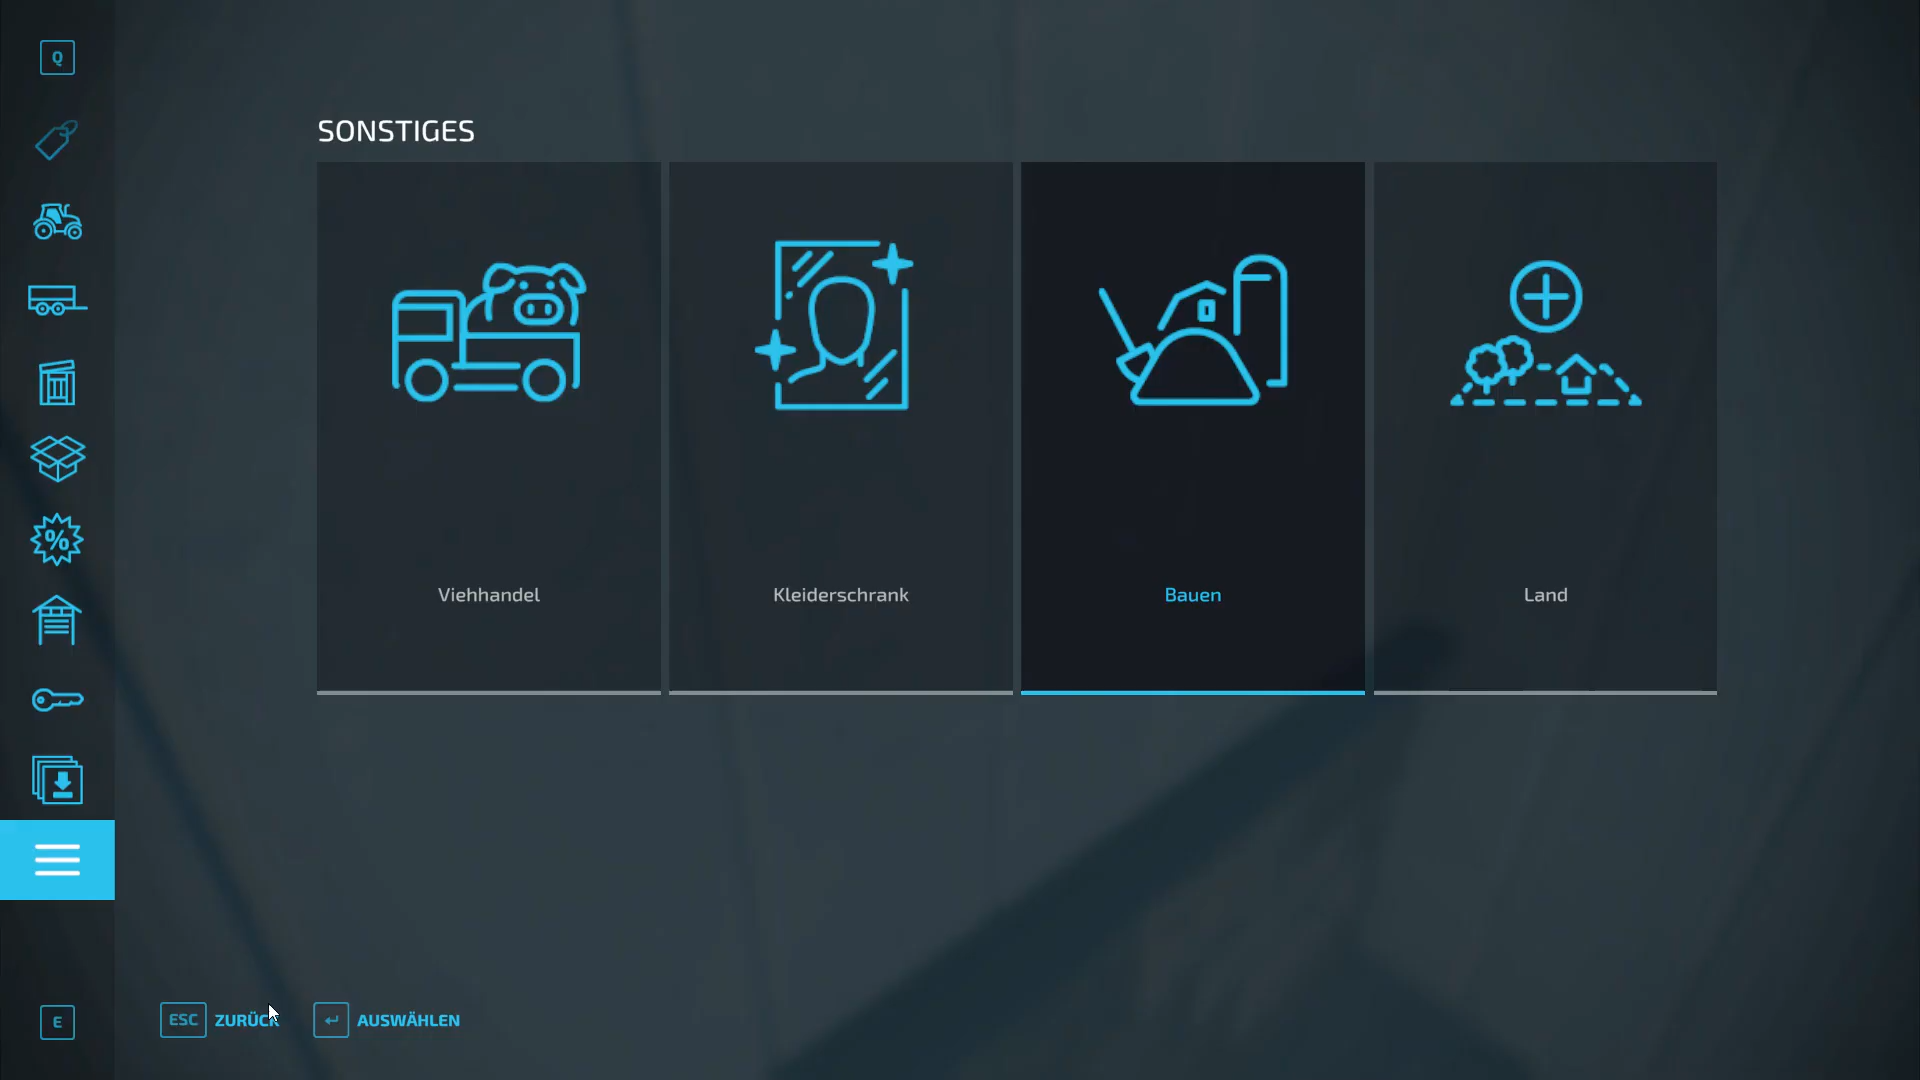 Q
SONSTIGES
%
Viehhandel
Kleiderschrank
Bauen
Land
E
ESC ZURÜCK
AUSWÄHLEN